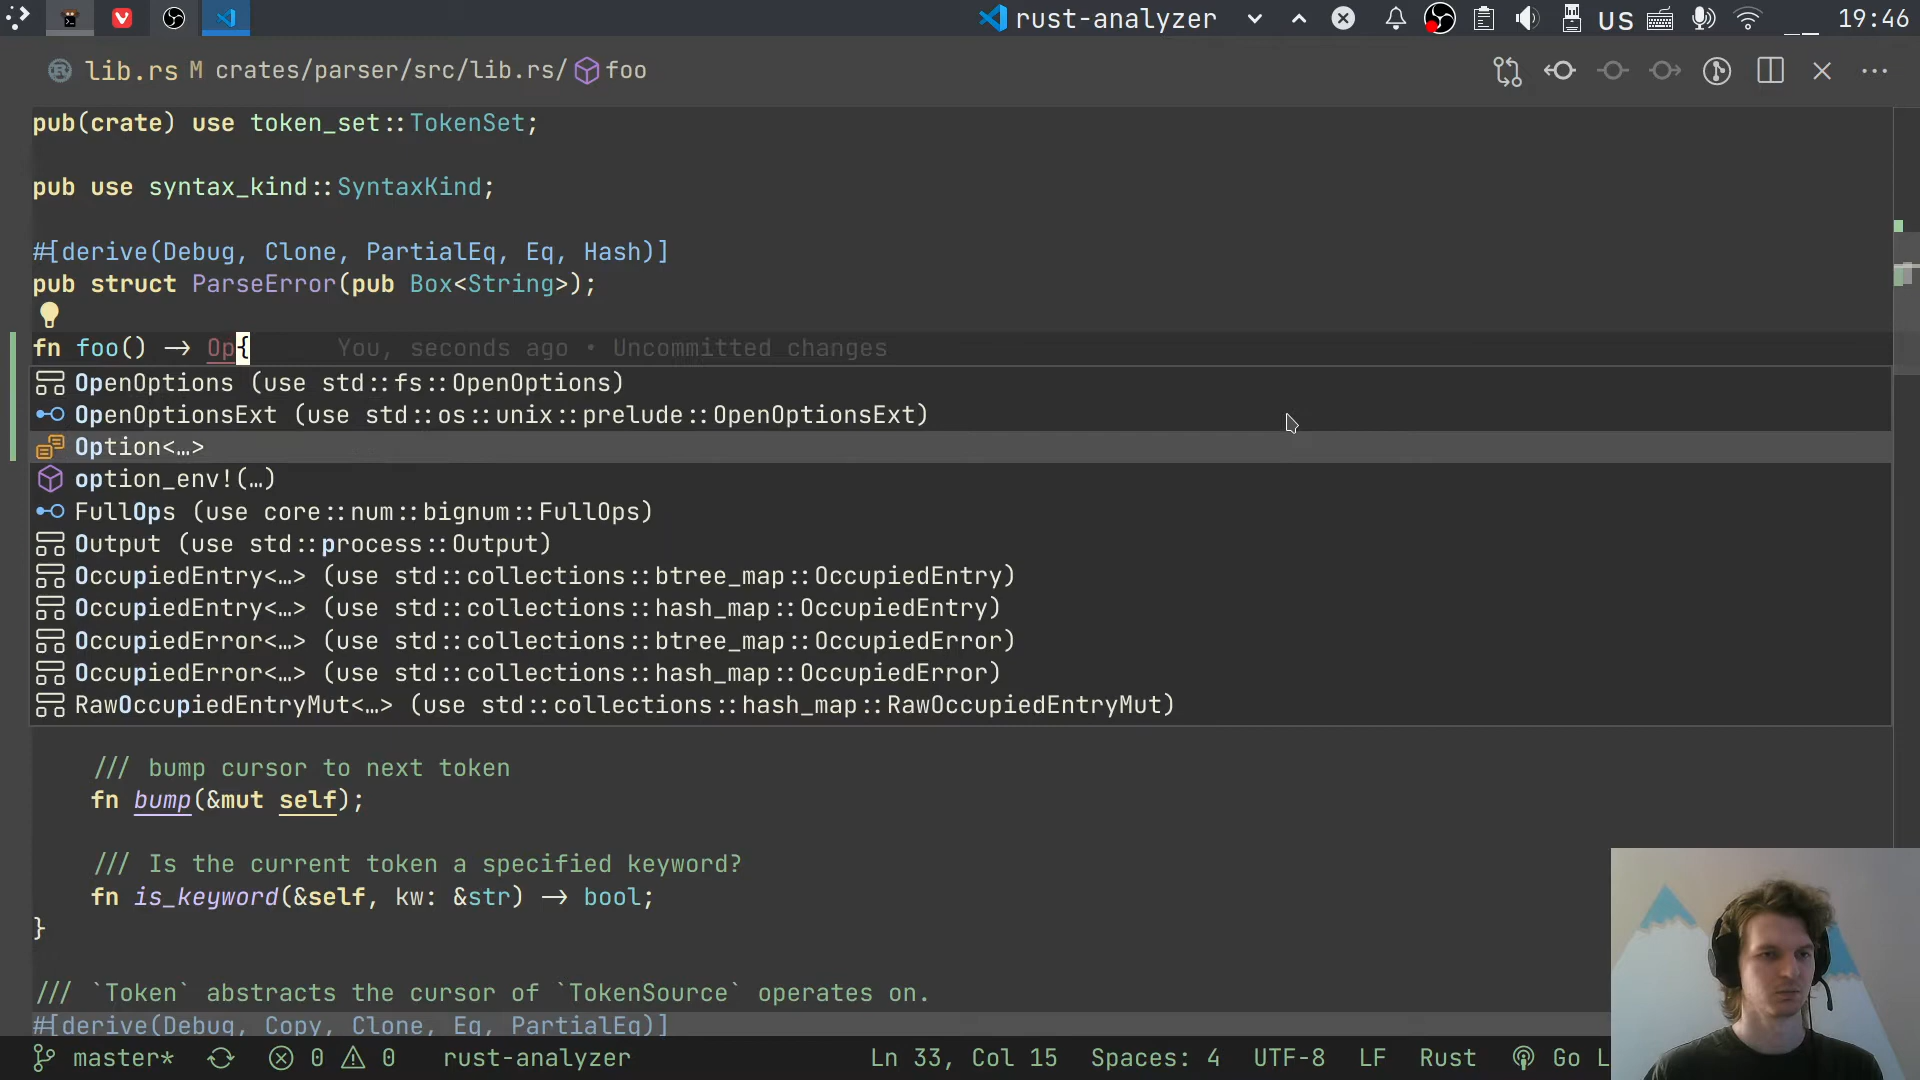 rust-analyzer US 19:46
lib.rs M crates/parser/src/lib.rs/ foo
pub(crate) use token_set::TokenSet;
pub use syntax_kind::SyntaxKind;
#[derive(Debug, Clone, PartialEq, Eq, Hash)]
pub struct ParseError(pub Box<String>);
fn foo() -> Op{ You, seconds ago • Uncommitted changes
OpenOptions (use std::fs::OpenOptions)
OpenOptionsExt (use std::os::unix::prelude::OpenOptionsExt)
Option<…>
option_env!(…)
FullOps (use core::num::bignum::FullOps)
Output (use std::process::Output)
OccupiedEntry<…> (use std::collections::btree_map::OccupiedEntry)
OccupiedEntry<…> (use std::collections::hash_map::OccupiedEntry)
OccupiedError<…> (use std::collections::btree_map::OccupiedError)
OccupiedError<…> (use std::collections::hash_map::OccupiedError)
RawOccupiedEntryMut<…> (use std::collections::hash_map::RawOccupiedEntryMut)
/// bump cursor to next token
fn bump(&mut self);
/// Is the current token a specified keyword?
fn is_keyword(&self, kw: &str) -> bool;
}
/// `Token` abstracts the cursor of `TokenSource` operates on.
#[derive(Debug, Copy, Clone, Eq, PartialEq)]
master* 0 0 rust-analyzer Ln 33, Col 15 Spaces: 4 UTF-8 LF Rust Go L